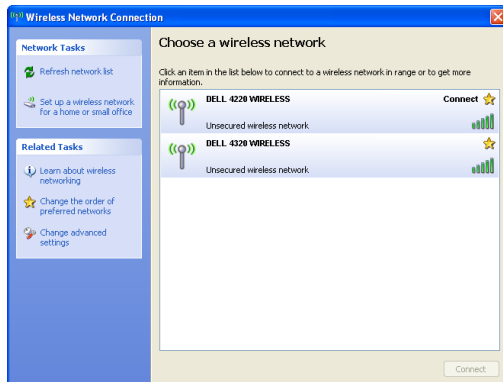 Wireless Network Connection
Network Tasks
Refresh network list
Set up a wireless network
for a home or small office
Related Tasks
Learn about wireless
networking
Change the order of
preferred networks
Change advanced
settings
Choose a wireless network
Click an item in the list below to connect to a wireless network in range or to get more
information.
DELL 4220 WIRELESS Connect
Unsecured wireless network
DELL 4320 WIRELESS
Unsecured wireless network
Connect